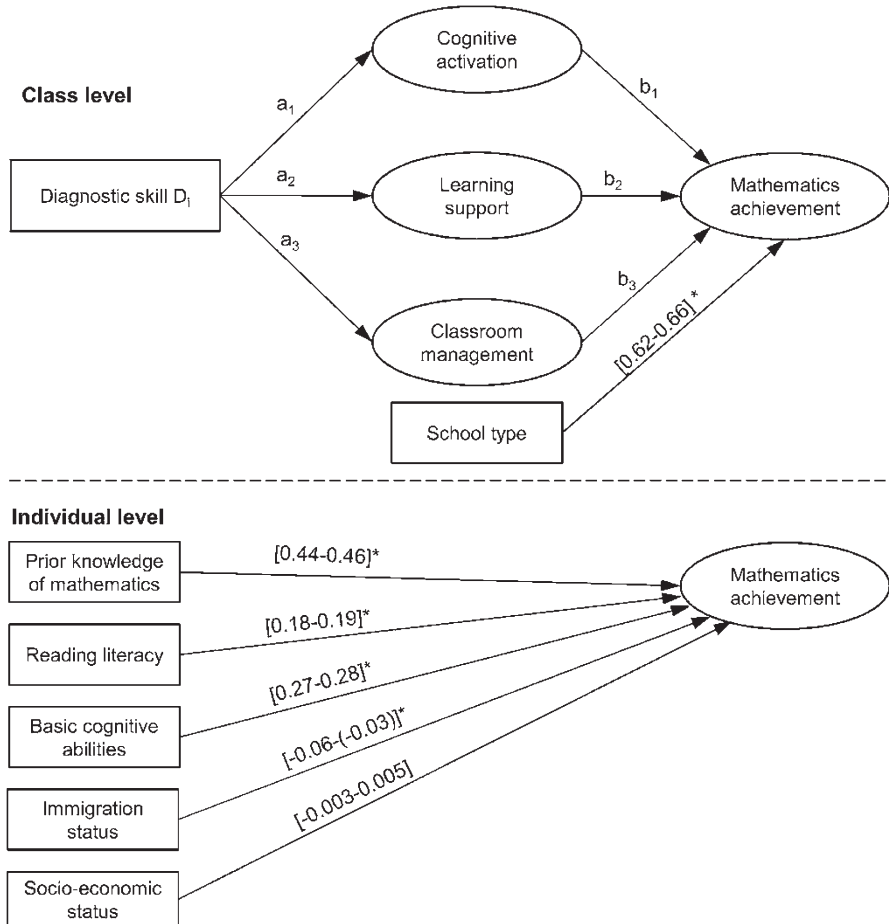 Cognitive
activation
Class level
a1
b1
Diagnostic skill Di
a2
Learning
support
b2
Mathematics
achievement
a3
b3
Classroom
management
[0.62-0.66]*
School type
Individual level
Prior knowledge
of mathematics
[0.44-0.46]*
Mathematics
achievement
Reading literacy
[0.18-0.19]*
Basic cognitive
abilities
[0.27-0.28]*
Immigration
status
[-0.06-(-0.03)]*
Socio-economic
status
[-0.003-0.005]